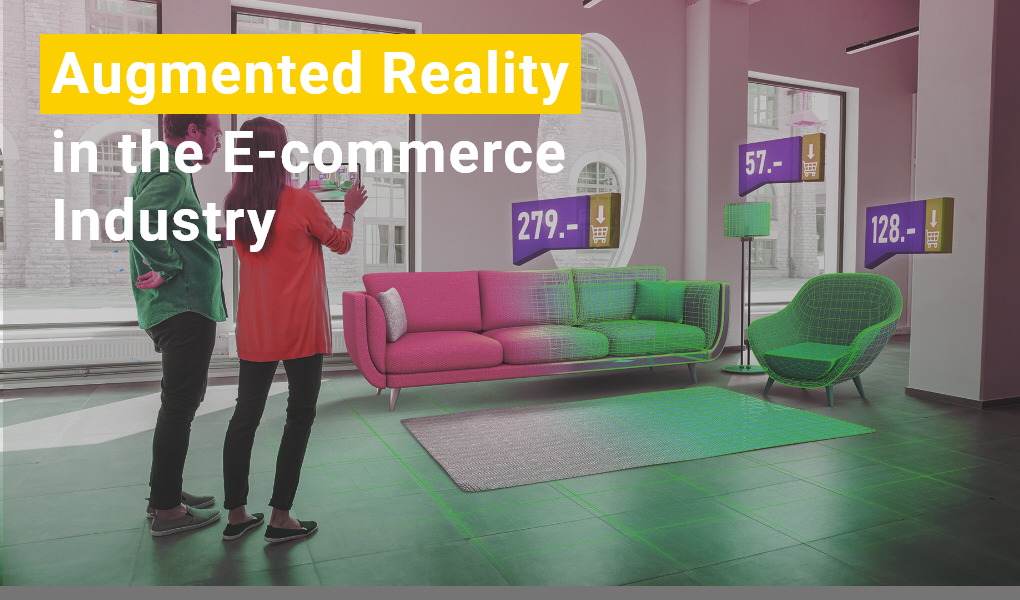 Augmented Reality
in the E-commerce
Industry
57.-
279.-
128.-